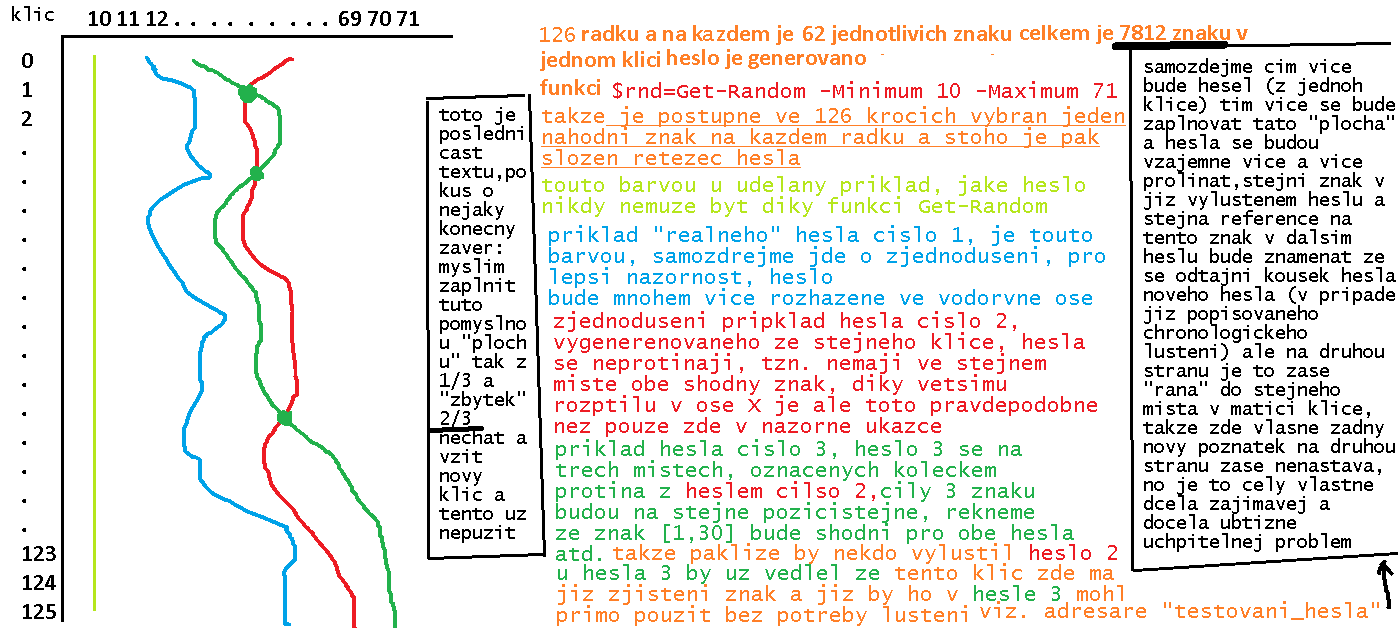 klic
10 11 12 . . . . . . . . . 69 70 71
0
1
2
.
.
.
.
.
.
.
.
.
.
.
.
.
.
123
124
125
toto je
posledni
cast
textu,po
kus o
nejaky
konecny
zaver:
myslim
zaplnit
tuto
pomyslno
u "ploch
u" tak z
1/3 a
"zbytek"
2/3
nechat a
vzit
novy
klic a
tento uz
nepuzit
126 radku a na kazdem je 62 jednotlivich znaku celkem je 7812 znaku v
jednom klici heslo je generovano
funkci $rnd=Get-Random -Minimum 10 -Maximum 71
takze je postupne ve 126 krocich vybran jeden
nahodni znak na kazdem radku a stoho je pak
slozen retezec hesla
touto barvou u udelany priklad, jake heslo
nikdy nemuze byt diky funkci Get-Random
priklad "realneho" hesla cislo 1, je touto
barvou, samozdrejme jde o zjednoduseni, pro
lepsi nazornost, heslo
bude mnohem vice rozhazene ve vodorvne ose
zjednoduseni pripklad hesla cislo 2,
vygenerenovaneho ze stejneho klice, hesla
se neprotinaji, tzn. nemaji ve stejnem
miste obe shodny znak, diky vetsimu
rozptilu v ose X je ale toto pravdepodobne
nez pouze zde v nazorne ukazce
priklad hesla cislo 3, heslo 3 se na
trech mistech, oznacenych koleckem
protina z heslem cilso 2,cily 3 znaku
budou na stejne pozicistejne, rekneme
ze znak [1,30] bude shodni pro obe hesla
atd. takze paklize by nekdo vylustil heslo 2
u hesla 3 by uz vedlel ze tento klic zde ma
jiz zjisteni znak a jiz by ho v hesle 3 mohl
primo pouzit bez potreby lusteni viz. adresare "testovani_hesla"
samozdejme cim vice
bude hesel (z jednoh
klice) tim vice se bude
zaplnovat tato "plocha"
a hesla se budou
vzajemne vice a vice
prolinat,stejni znak v
jiz vylustenem heslu a
stejna reference na
tento znak v dalsim
heslu bude znamenat ze
se odtajni kousek hesla
noveho hesla (v pripade
jiz popisovaneho
chronologickeho
lusteni) ale na druhou
stranu je to zase
"rana" do stejneho
mista v matici klice,
takze zde vlasne zadny
novy poznatek na druhou
stranu zase nenastava,
no je to cely vlastne
dcela zajimavej a
docela ubtizne
uchpitelnej problem